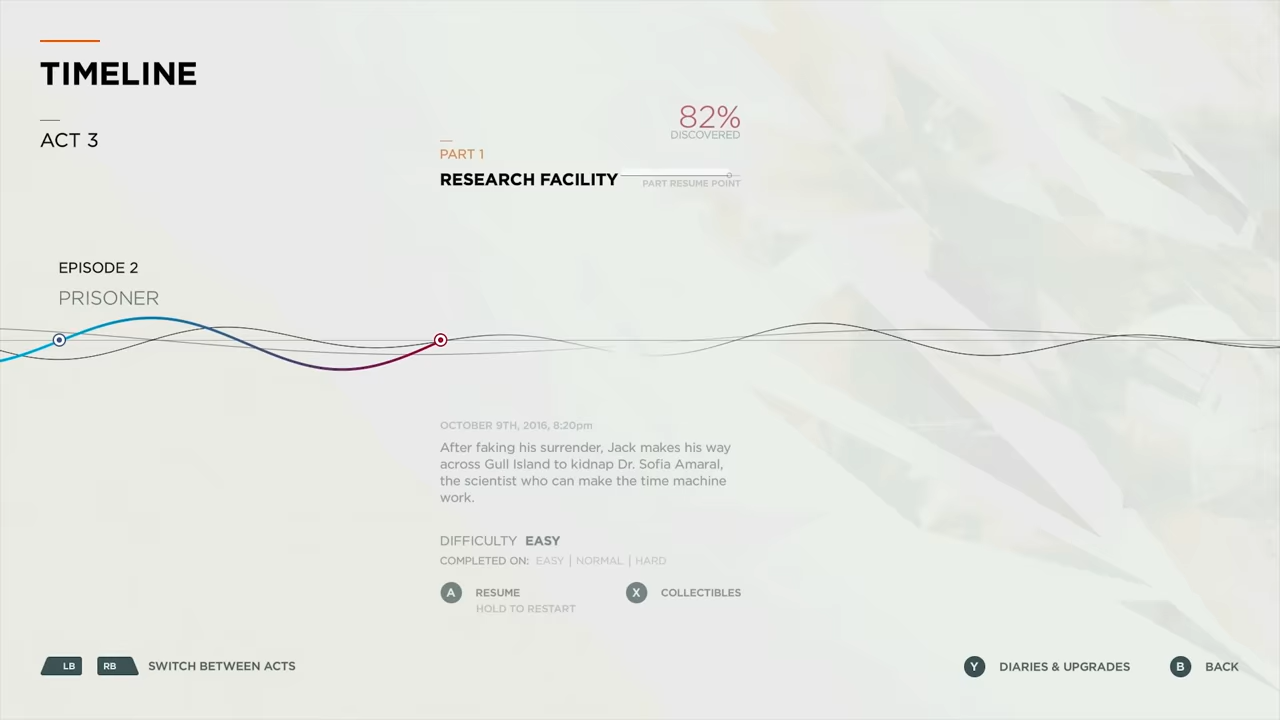 TIMELINE
ACT 3
82%
DISCOVERED
PART 1
RESEARCH FACILITY
PART RESUME POINT
EPISODE 2
PRISONER
OCTOBER 9TH, 2016, 8:20pm
After faking his surrender, Jack makes his way
across Gull Island to kidnap Dr. Sofia Amaral,
the scientist who can make the time machine
work.
DIFFICULTY EASY
COMPLETED ON: EASY | NORMAL | HARD
A RESUME X COLLECTIBLES
HOLD TO RESTART
LB RB SWITCH BETWEEN ACTS Y DIARIES & UPGRADES B BACK